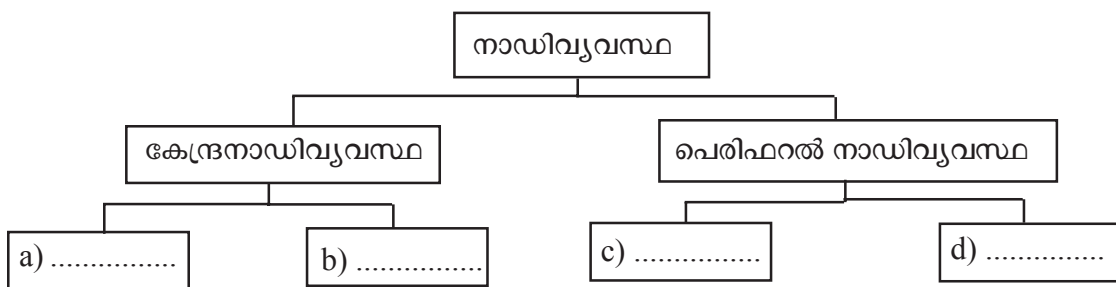 നാഡിവ്യവസ്ഥ
കേന്ദ്രനാഡിവ്യവസ്ഥ
പെരിഫറൽ നാഡിവ്യവസ്ഥ
a) ...............
b) ...............
c) ...............
d) ..............